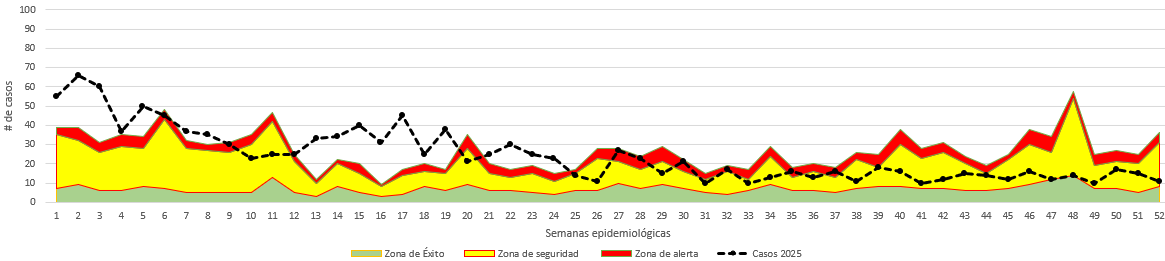 100
90
80
70
60
50
40
30
20
10
0
# de casos
1 2 3 4 5 6 7 8 9 10 11 12 13 14 15 16 17 18 19 20 21 22 23 24 25 26 27 28 29 30 31 32 33 34 35 36 37 38 39 40 41 42 43 44 45 46 47 48 49 50 51 52
Semanas epidemiológicas
Zona de Éxito Zona de seguridad Zona de alerta Casos 2025